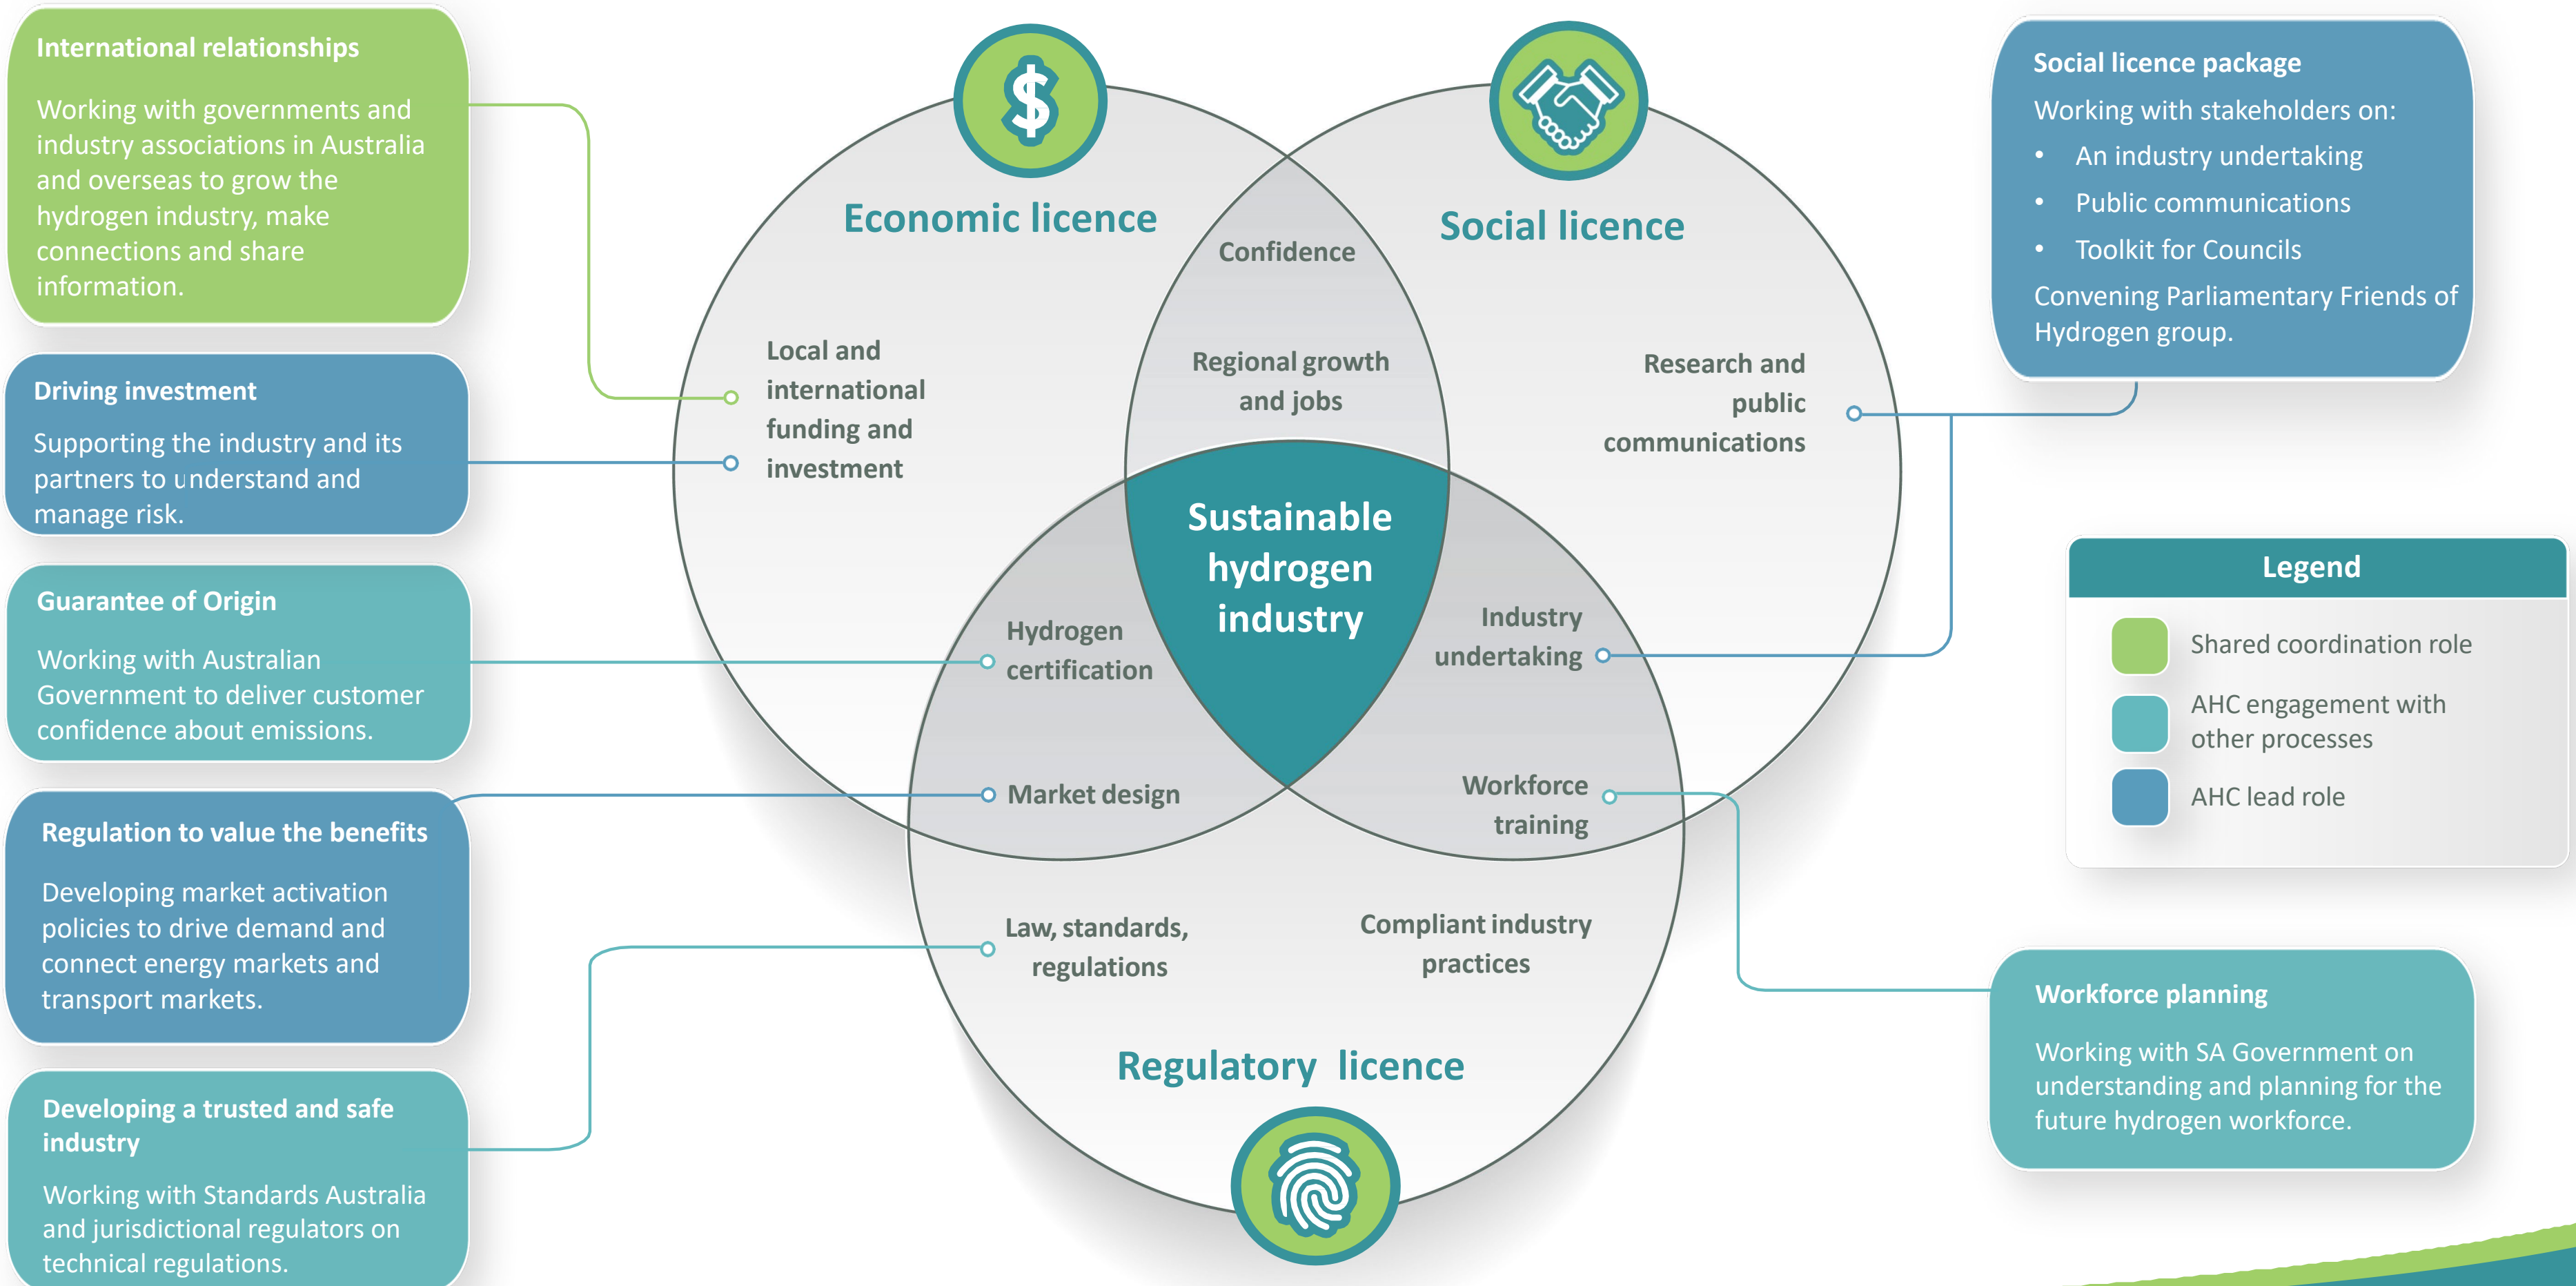 International relationships
Working with governments and
industry associations in Australia
and overseas to grow the
hydrogen industry, make
connections and share
information.
Driving investment
Supporting the industry and its
partners to understand and
manage risk.
Guarantee of Origin
Working with Australian
Government to deliver customer
confidence about emissions.
Regulation to value the benefits
Developing market activation
policies to drive demand and
connect energy markets and
transport markets.
Developing a trusted and safe
industry
Working with Standards Australia
and jurisdictional regulators on
technical regulations.
$
Economic licence
Local and
international
funding and
investment
Confidence
Regional growth
and jobs
Social licence
Research and
public
communications
Sustainable
hydrogen
industry
Hydrogen
certification
Market design
Industry
undertaking
Workforce
training
Law, standards,
regulations
Compliant industry
practices
Regulatory licence
Social licence package
Working with stakeholders on:
• An industry undertaking
• Public communications
• Toolkit for Councils
Convening Parliamentary Friends of
Hydrogen group.
Legend
Shared coordination role
AHC engagement with
other processes
AHC lead role
Workforce planning
Working with SA Government on
understanding and planning for the
future hydrogen workforce.